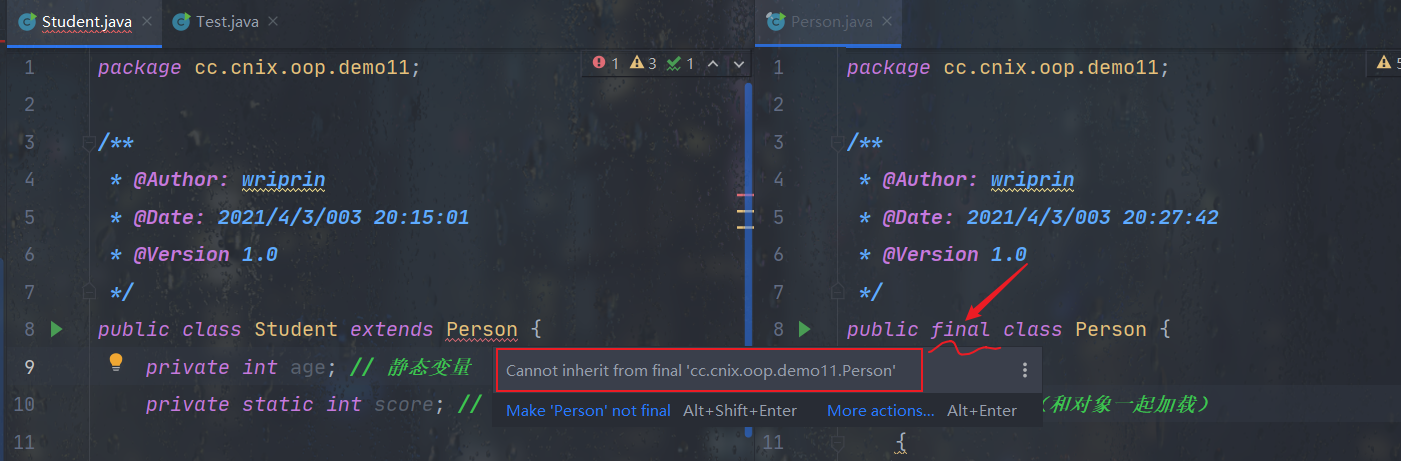 Student.java × Test.java ×
1 package cc.cnix.oop.demo11; 1 3 1
2
3 /**
4 * @Author: wriprin
5 * @Date: 2021/4/3/003 20:15:01
6 * @Version 1.0
7 */
8 public class Student extends Person {
9 private int age; // 静态变量
10 private static int score; //
11
Person.java ×
1 package cc.cnix.oop.demo11; 5
2
3 /**
4 * @Author: wriprin
5 * @Date: 2021/4/3/003 20:27:42
6 * @Version 1.0
7 */
8 public final class Person {
Cannot inherit from final 'cc.cnix.oop.demo11.Person'
Make 'Person' not final Alt+Shift+Enter More actions... Alt+Enter
（和对象一起加载）
11 {